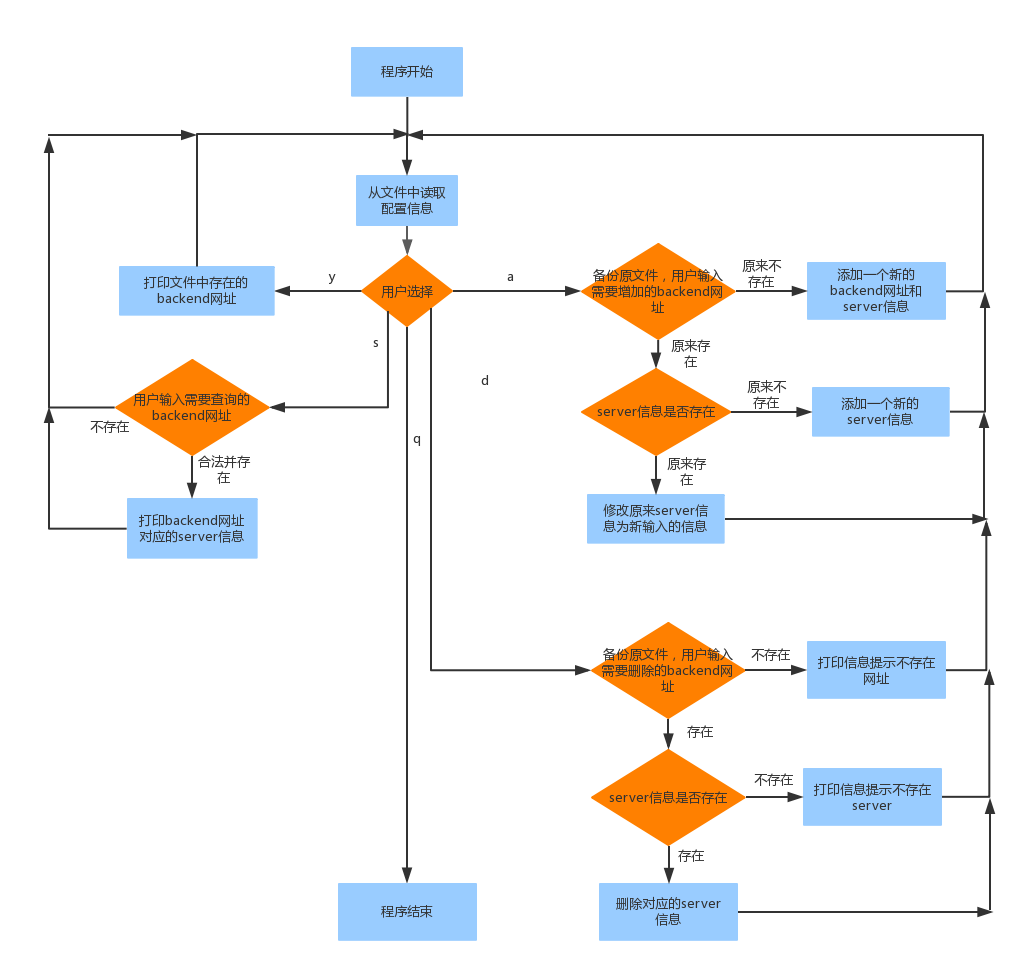 程序开始
从文件中读取
配置信息
用户选择
y
a
s
d
q
打印文件中存在的
backend网址
备份原文件，用户输入
需要增加的backend网
址
原来不
存在
添加一个新的
backend网址和
server信息
原来存
在
用户输入需要查询的
backend网址
不存在
合法并存
在
server信息是否存在
原来不
存在
添加一个新的
server信息
原来存
在
打印backend网址
对应的server信息
修改原来server信
息为新输入的信息
备份原文件，用户输入
需要删除的backend网
址
不存在
打印信息提示不存在
网址
存在
server信息是否存在
不存在
打印信息提示不存在
server
存在
程序结束
删除对应的server
信息